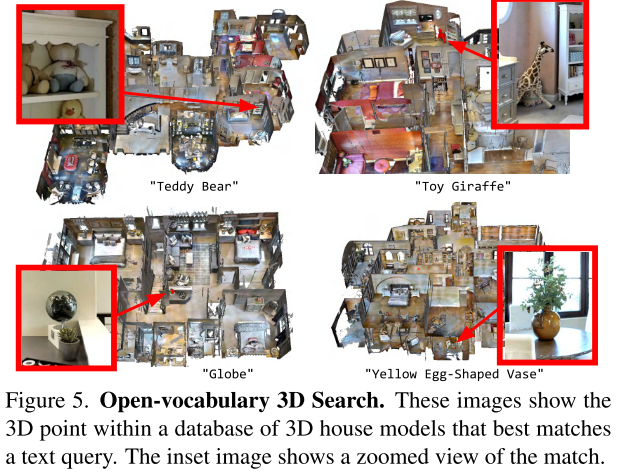 "Teddy Bear"
"Toy Giraffe"
"Globe"
"Yellow Egg-Shaped Vase"
Figure 5. Open-vocabulary 3D Search. These images show the
3D point within a database of 3D house models that best matches
a text query. The inset image shows a zoomed view of the match.